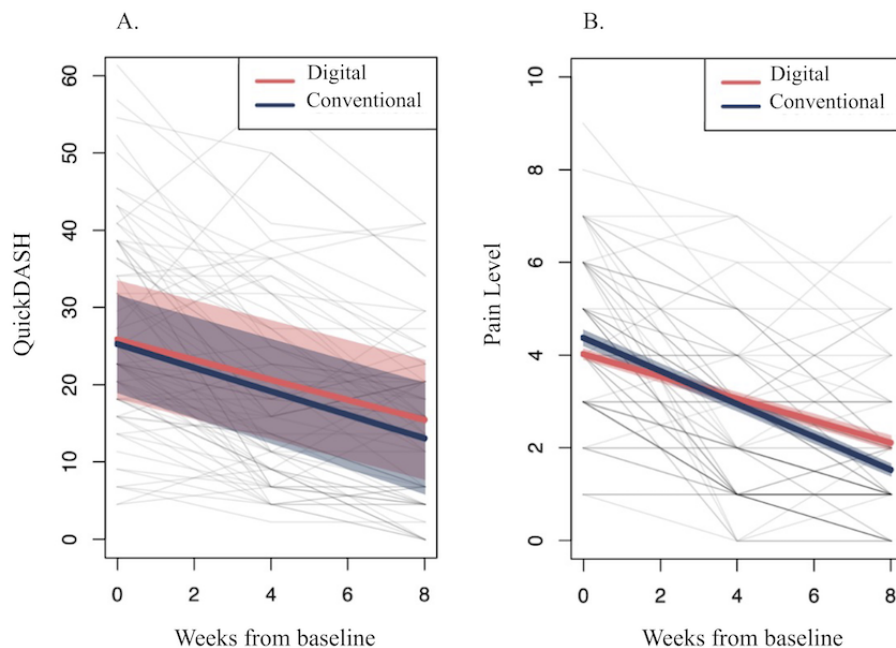 A.
Digital
Conventional
QuickDASH
60
50
40
30
20
10
0
0 2 4 6 8
Weeks from baseline
B.
Digital
Conventional
Pain Level
10
8
6
4
2
0
0 2 4 6 8
Weeks from baseline